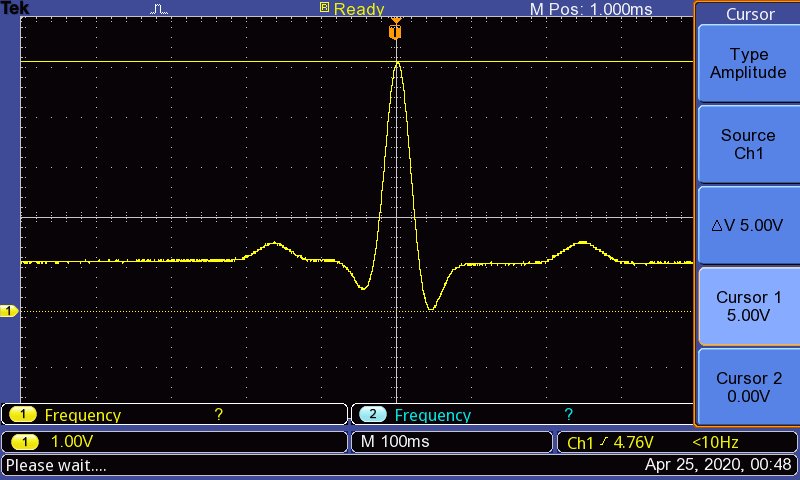 Tek
R Ready
M Pos: 1.000ms
T
1
Cursor
Type
Amplitude
Source
Ch1
△V 5.00V
Cursor 1
5.00V
Cursor 2
0.00V
1 Frequency ?
2 Frequency ?
1 1.00V
M 100ms
Ch1 4.76V <10Hz
Please wait....
Apr 25, 2020, 00:48